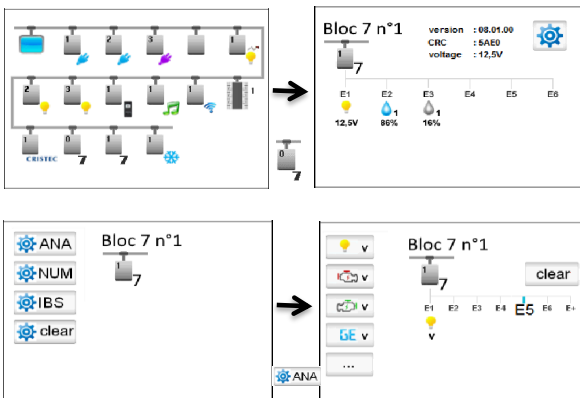 1 2 3 1
2 3 1 1 1 1
1 0 1 1
CRISTEC 7 7
0
7
Bloc 7 n°1
version : 08.01.00
CRC : 5AE0
voltage : 12,5V
1
7
E1 E2 E3 E4 E5 E6
1 1
12,5V 86% 16%
ANA
NUM
IBS
clear
Bloc 7 n°1
1
7
ANA
v
v
v
GE v
...
Bloc 7 n°1
1
7
clear
E1 E2 E3 E4 E5 E6 E+
v